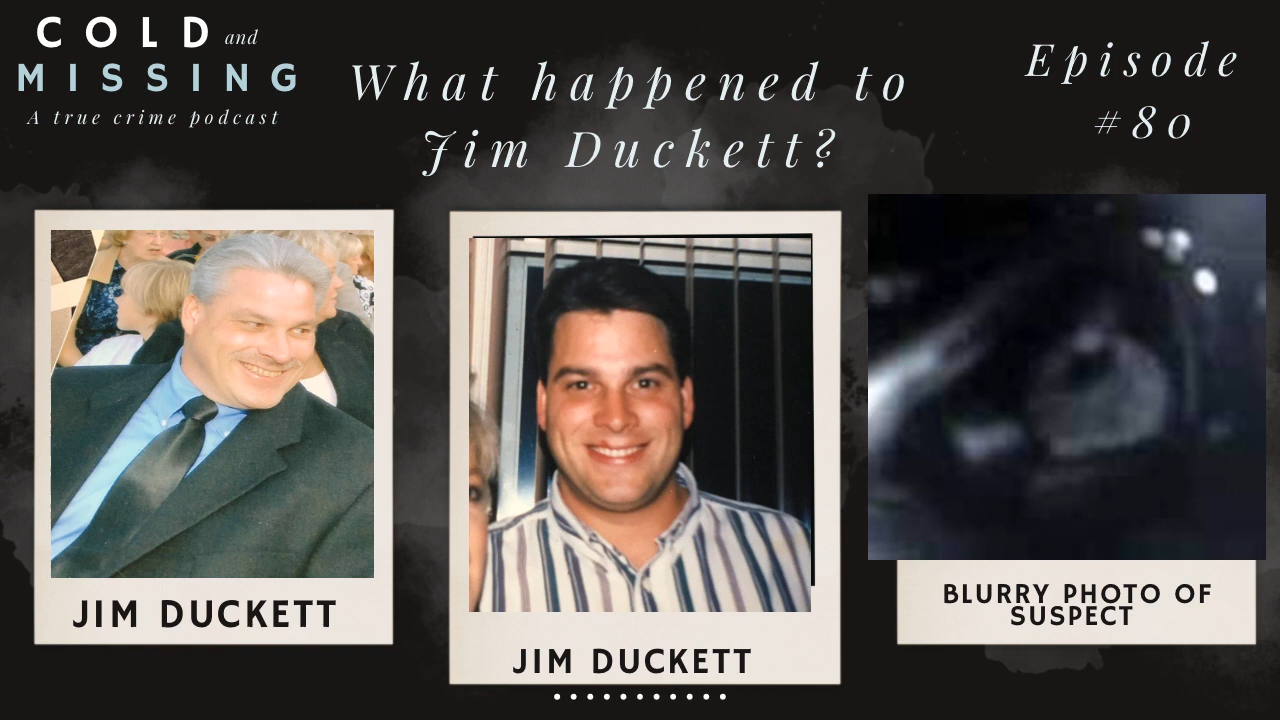 COLD and
MISSING
A true crime podcast
What happened to
Jim Duckett?
Episode
#80
JIM DUCKETT
JIM DUCKETT
BLURRY PHOTO OF
SUSPECT